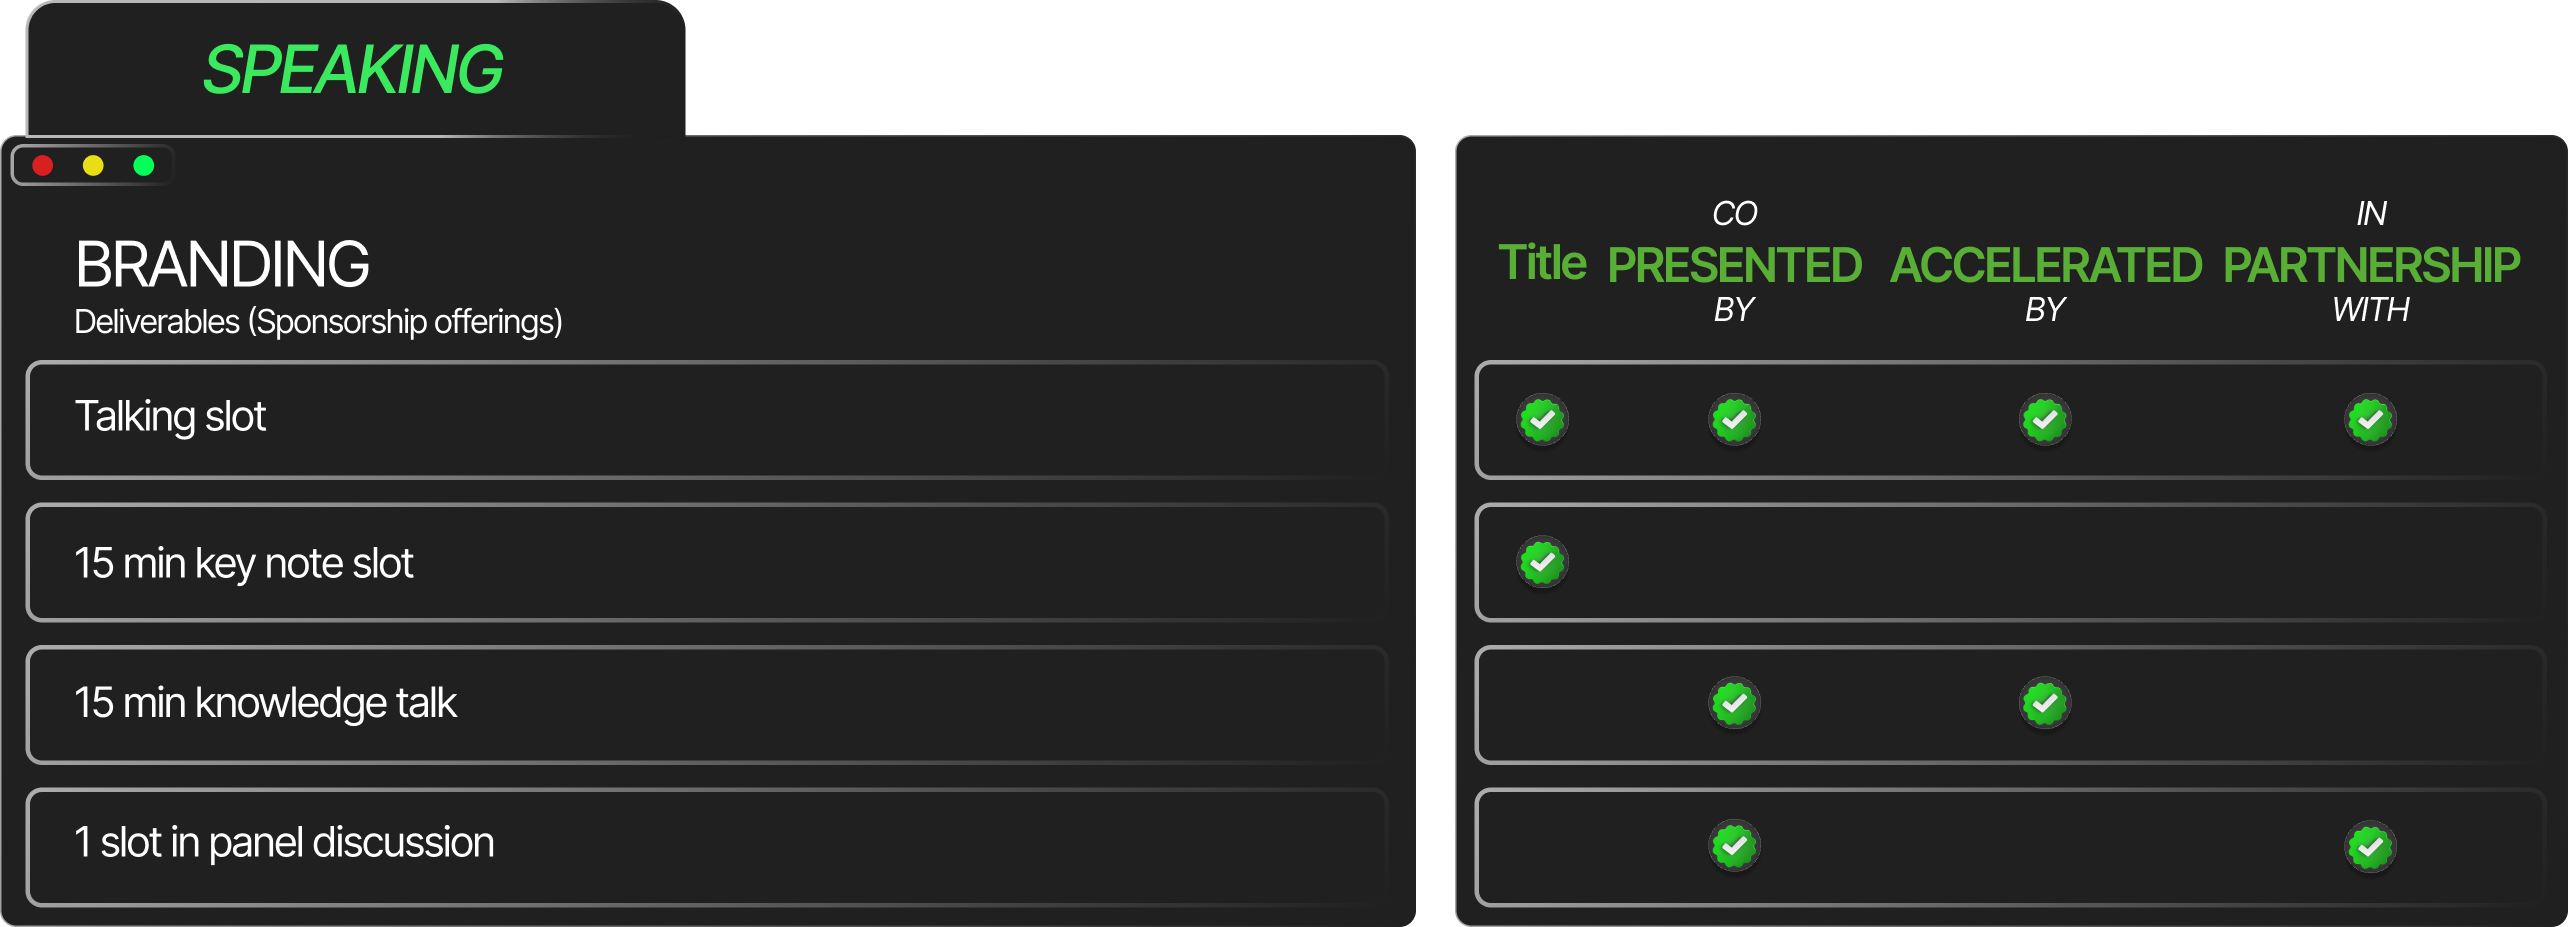 SPEAKING
BRANDING
Deliverables (Sponsorship offerings)
CO
IN
Title PRESENTED ACCELERATED PARTNERSHIP
BY BY WITH
Talking slot
15 min key note slot
15 min knowledge talk
1 slot in panel discussion